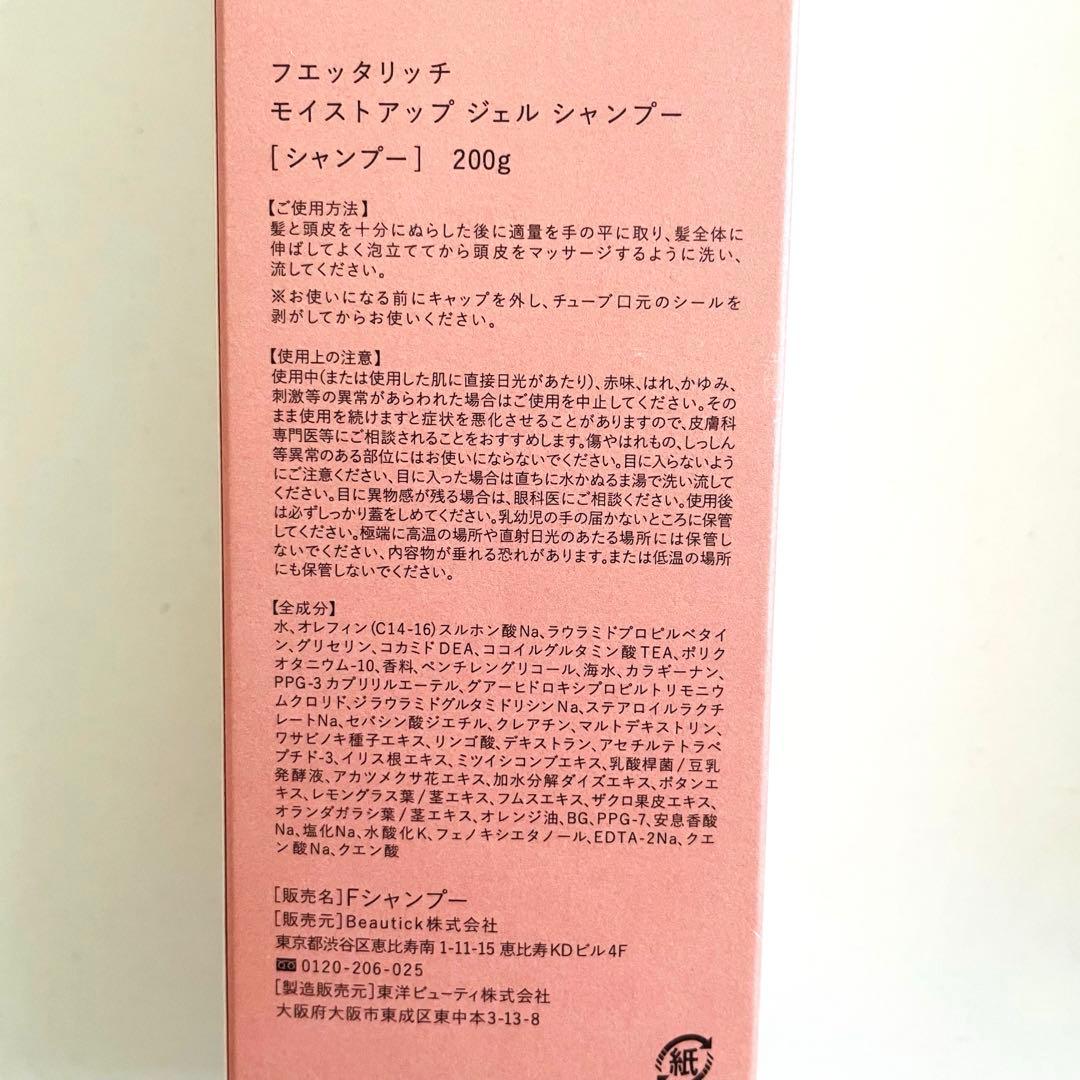 フエッタリッチ
モイストアップ ジェル シャンプー
[シャンプー] 200g
【ご使用方法】
髪と頭皮を十分にぬらした後に適量を手の平に取り、髪全体に
伸ばしてよく泡立ててから頭皮をマッサージするように洗い、
流してください。
※お使いになる前にキャップを外し、チューブ口元のシールを
剥がしてからお使いください。
【使用上の注意】
使用中(または使用した肌に直接日光があたり)、赤味、はれ、かゆみ、
刺激等の異常があらわれた場合はご使用を中止してください。その
まま使用を続けますと症状を悪化させることがありますので、皮膚科
専門医等にご相談されることをおすすめします。傷やはれもの、しっしん
等異常のある部位にはお使いにならないでください。目に入らないよう
にご注意ください、目に入った場合は直ちに水かぬるま湯で洗い流して
ください。目に異物感が残る場合は、眼科医にご相談ください。使用後
は必ずしっかり蓋をしめてください。乳幼児の手の届かないところに保管
してください。極端に高温の場所や直射日光のあたる場所には保管し
ないでください、内容物が垂れる恐れがあります。または低温の場所
にも保管しないでください。
【全成分】
水、オレフィン(C14-16)スルホン酸Na、ラウラミドプロピルベタイ
ン、グリセリン、コカミドDEA、ココイルグルタミン酸TEA、ポリク
オタニウム-10、香料、ペンチレングリコール、海水、カラギーナン、
PPG-3カプリリルエーテル、グアーヒドロキシプロピルトリモニウ
ムクロリド、ジラウラミドグルタミドリシンNa、ステアロイルラクチ
レートNa、セバシン酸ジエチル、クレアチン、マルトデキストリン、
ワサビノキ種子エキス、リンゴ酸、デキストラン、アセチルテトラペ
プチド-3、イリス根エキス、ミツイシコンブエキス、乳酸桿菌/豆乳
発酵液、アカツメクサ花エキス、加水分解ダイズエキス、ボタンエ
キス、レモングラス葉/茎エキス、フムスエキス、ザクロ果皮エキス、
オランダガラシ葉/茎エキス、オレンジ油、BG、PPG-7、安息香酸
Na、塩化Na、水酸化K、フェノキシエタノール、EDTA-2Na、クエ
ン酸Na、クエン酸
[販売名]Fシャンプー
[販売元]Beautick株式会社
東京都渋谷区恵比寿南1-11-15 恵比寿KDビル4F
0120-206-025
[製造販売元]東洋ビューティ株式会社
大阪府大阪市東成区東中本3-13-8
紙